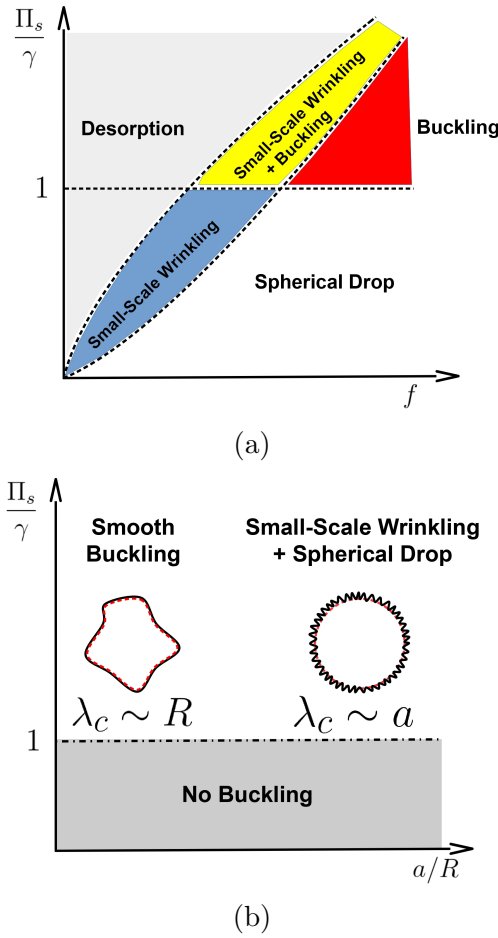 Π_s
γ
Desorption
Small-Scale Wrinkling
+ Buckling
Buckling
1
Small-Scale Wrinkling
Spherical Drop
f
(a)
Π_s
γ
Smooth
Buckling
Small-Scale Wrinkling
+ Spherical Drop
λ_c ∼ R
λ_c ∼ a
1
No Buckling
a/R
(b)